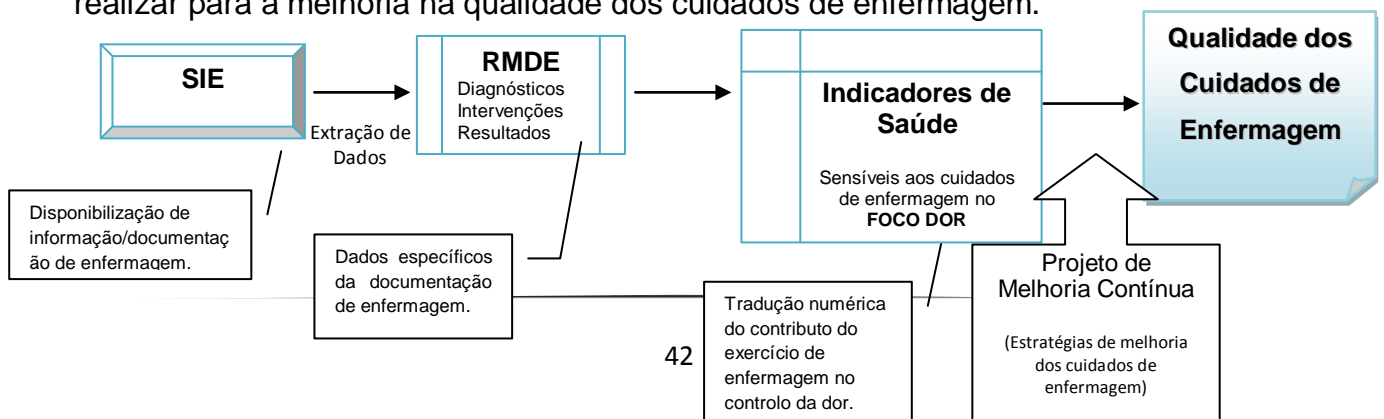 realizar para a melhoria na qualidade dos cuidados de enfermagem.
SIE
Extração de
Dados
RMDE
Diagnósticos
Intervenções
Resultados
Indicadores de
Saúde
Sensíveis aos cuidados
de enfermagem no
FOCO DOR
Qualidade dos
Cuidados de
Enfermagem
Disponibilização de
informação/documentaç
ão de enfermagem.
Dados específicos
da documentação
de enfermagem.
Tradução numérica
do contributo do
exercício de
enfermagem no
controlo da dor.
Projeto de
Melhoria Contínua
(Estratégias de melhoria
dos cuidados de
enfermagem)
42